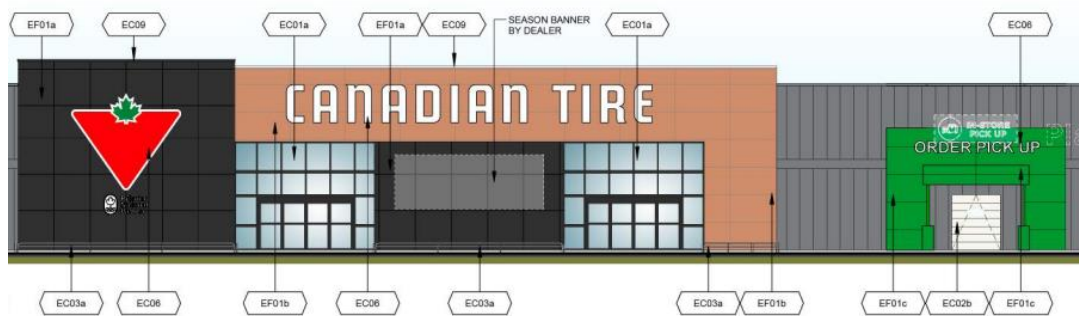 EF01a
EC09
EC01a
EF01a
EC09
SEASON BANNER
BY DEALER
EC01a
EC06
CANADIAN TIRE
IN-STORE
PICK UP
ORDER PICK UP
EC03a
EC06
EF01b
EC06
EC03a
EC03a
EF01b
EF01c
EC02b
EF01c